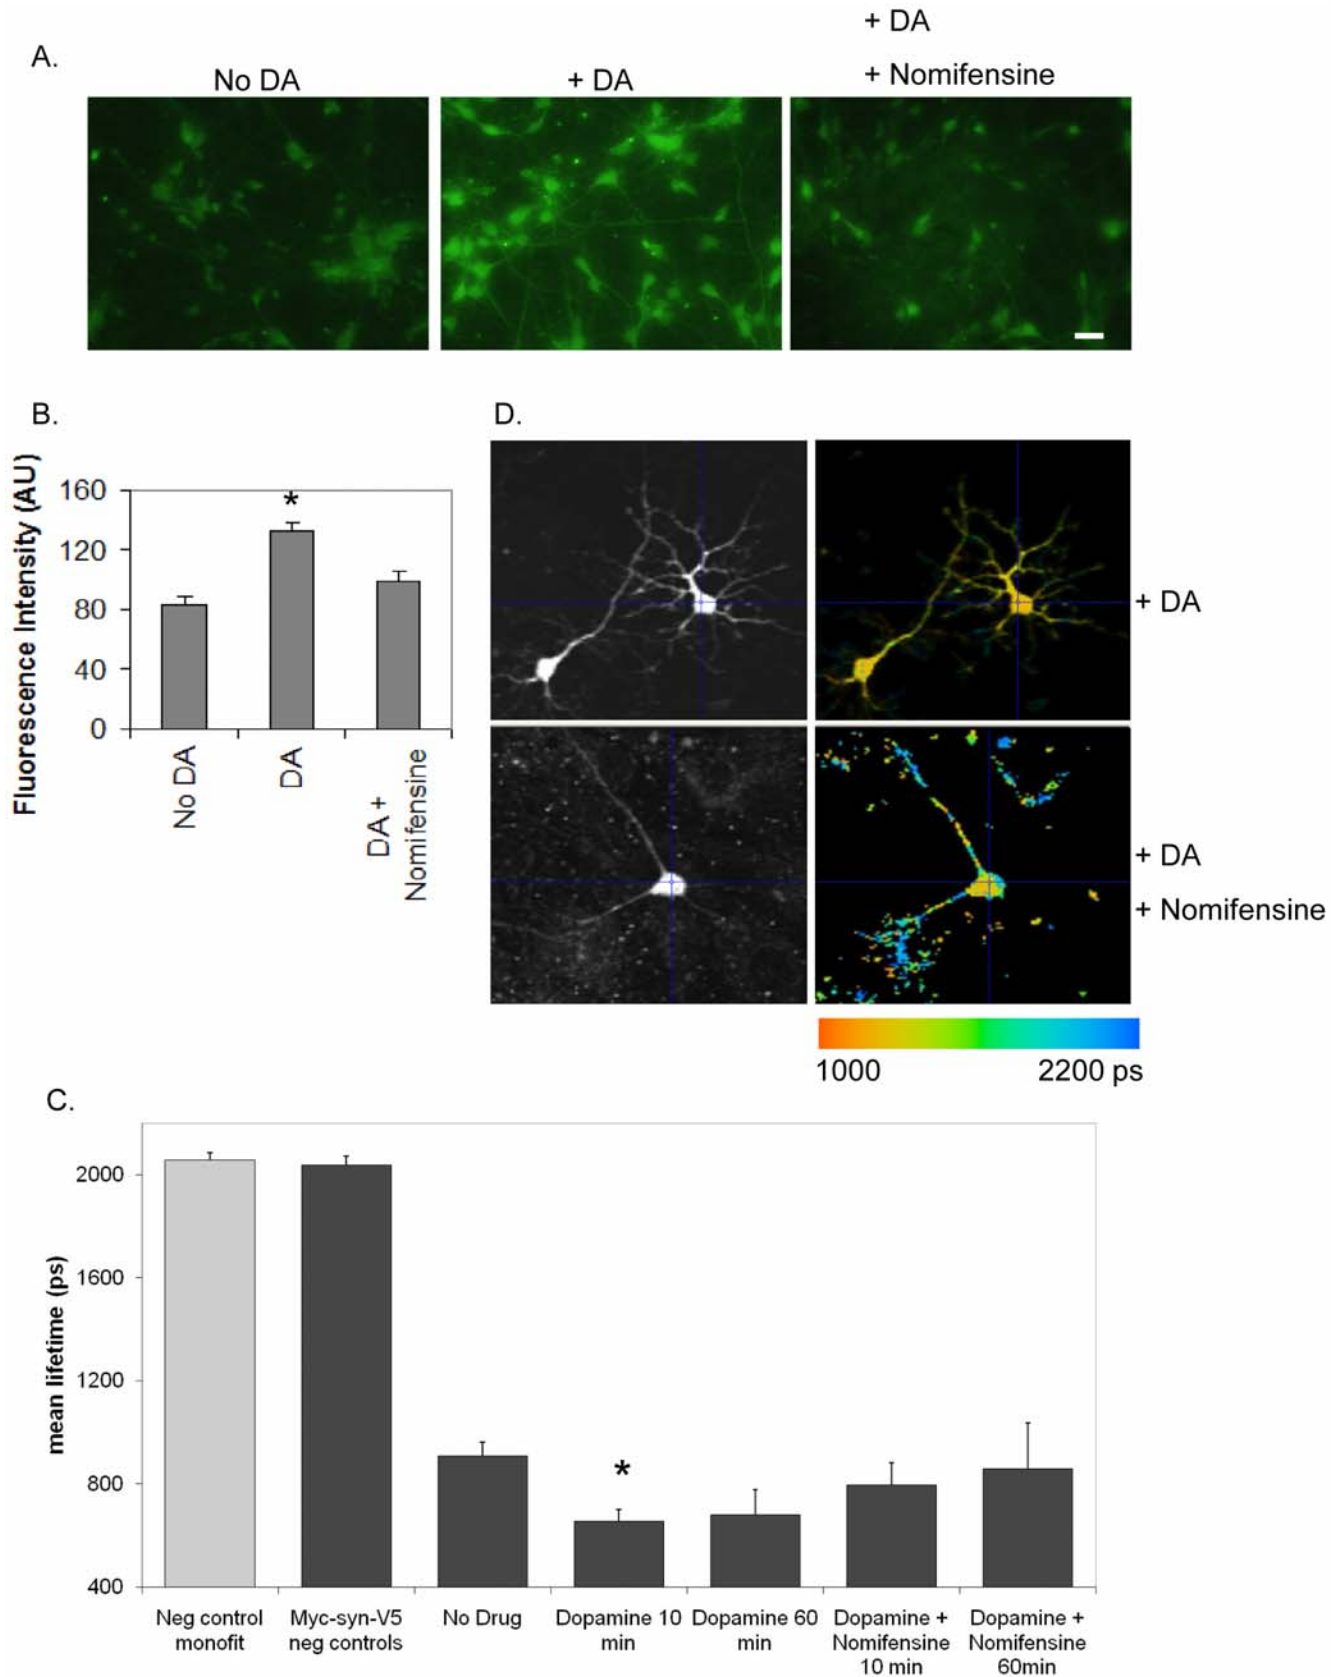 A.
No DA
+ DA
+ DA
+ Nomifensine
B.
Fluorescence Intensity (AU)
160
120
80
40
0
*
No DA
DA
DA +
Nomifensine
D.
+ DA
+ DA
+ Nomifensine
1000
2200 ps
C.
mean lifetime (ps)
2000
1600
1200
800
400
*
Neg control
monofit
Myc-syn-V5
neg controls
No Drug
Dopamine 10
min
Dopamine 60
min
Dopamine +
Nomifensine
10 min
Dopamine +
Nomifensine
60min